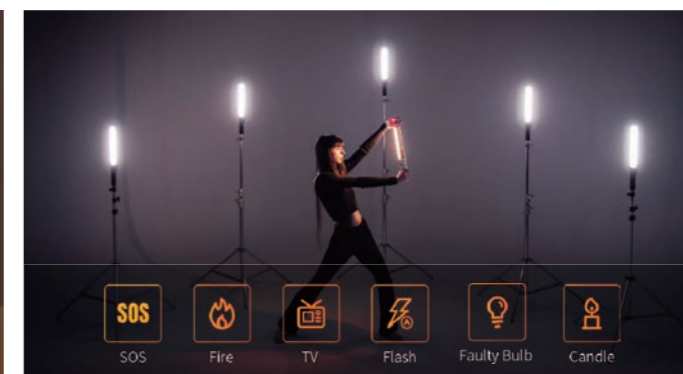 SOS
SOS
Fire
TV
Flash
Faulty Bulb
Candle